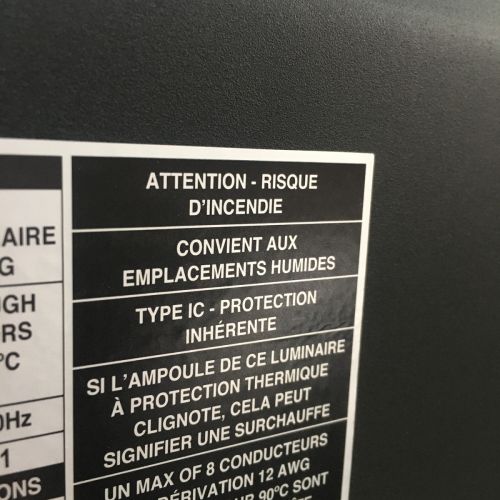 ATTENTION - RISQUE
D'INCENDIE
CONVIENT AUX
EMPLACEMENTS HUMIDES
TYPE IC - PROTECTION
INHÉRENTE
SI L'AMPOULE DE CE LUMINAIRE
À PROTECTION THERMIQUE
CLIGNOTE, CELA PEUT
SIGNIFIER UNE SURCHAUFFE
UN MAX OF 8 CONDUCTEURS
DÉRIVATION 12 AWG
90°C SONT
AIRE
G
UGH
RS
°C
0Hz
1
ONS